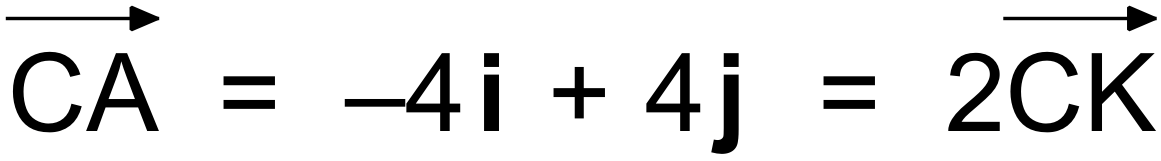 CA⃗ = –4i + 4j = 2CK⃗